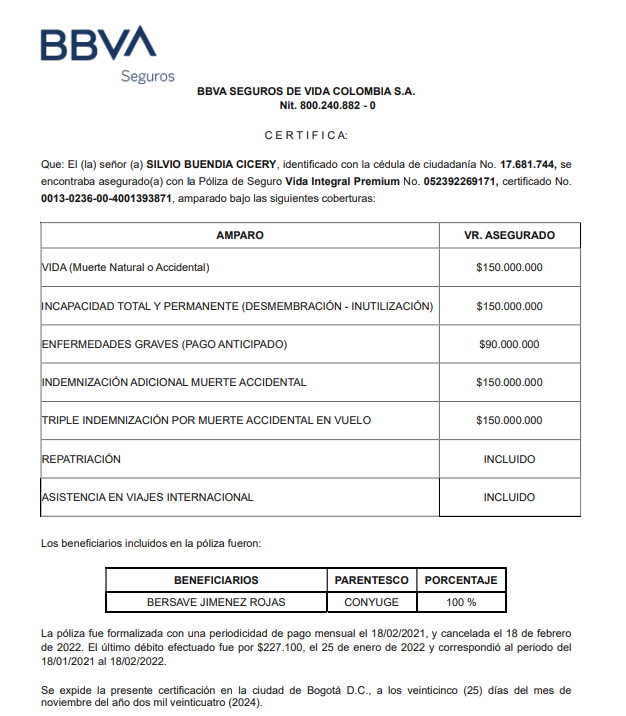 BBVA
Seguros
BBVA SEGUROS DE VIDA COLOMBIA S.A.
Nit. 800.240.882 - 0
C E R T I F I C A:
Que: El (la) señor (a) SILVIO BUENDIA CICERY, identificado con la cédula de ciudadanía No. 17.681.744, se
encontraba asegurado(a) con la Póliza de Seguro Vida Integral Premium No. 052392269171, certificado No.
0013-0236-00-4001393871, amparado bajo las siguientes coberturas:
AMPARO VR. ASEGURADO
VIDA (Muerte Natural o Accidental) $150.000.000
INCAPACIDAD TOTAL Y PERMANENTE (DESMEMBRACIÓN - INUTILIZACIÓN) $150.000.000
ENFERMEDADES GRAVES (PAGO ANTICIPADO) $90.000.000
INDEMNIZACIÓN ADICIONAL MUERTE ACCIDENTAL $150.000.000
TRIPLE INDEMNIZACIÓN POR MUERTE ACCIDENTAL EN VUELO $150.000.000
REPATRIACIÓN INCLUIDO
ASISTENCIA EN VIAJES INTERNACIONAL INCLUIDO
Los beneficiarios incluidos en la póliza fueron:
BENEFICIARIOS PARENTESCO PORCENTAJE
BERSAVE JIMENEZ ROJAS CONYUGE 100 %
La póliza fue formalizada con una periodicidad de pago mensual el 18/02/2021, y cancelada el 18 de febrero
de 2022. El último débito efectuado fue por $227.100, el 25 de enero de 2022 y correspondió al periodo del
18/01/2021 al 18/02/2022.
Se expide la presente certificación en la ciudad de Bogotá D.C., a los veinticinco (25) días del mes de
noviembre del año dos mil veinticuatro (2024).